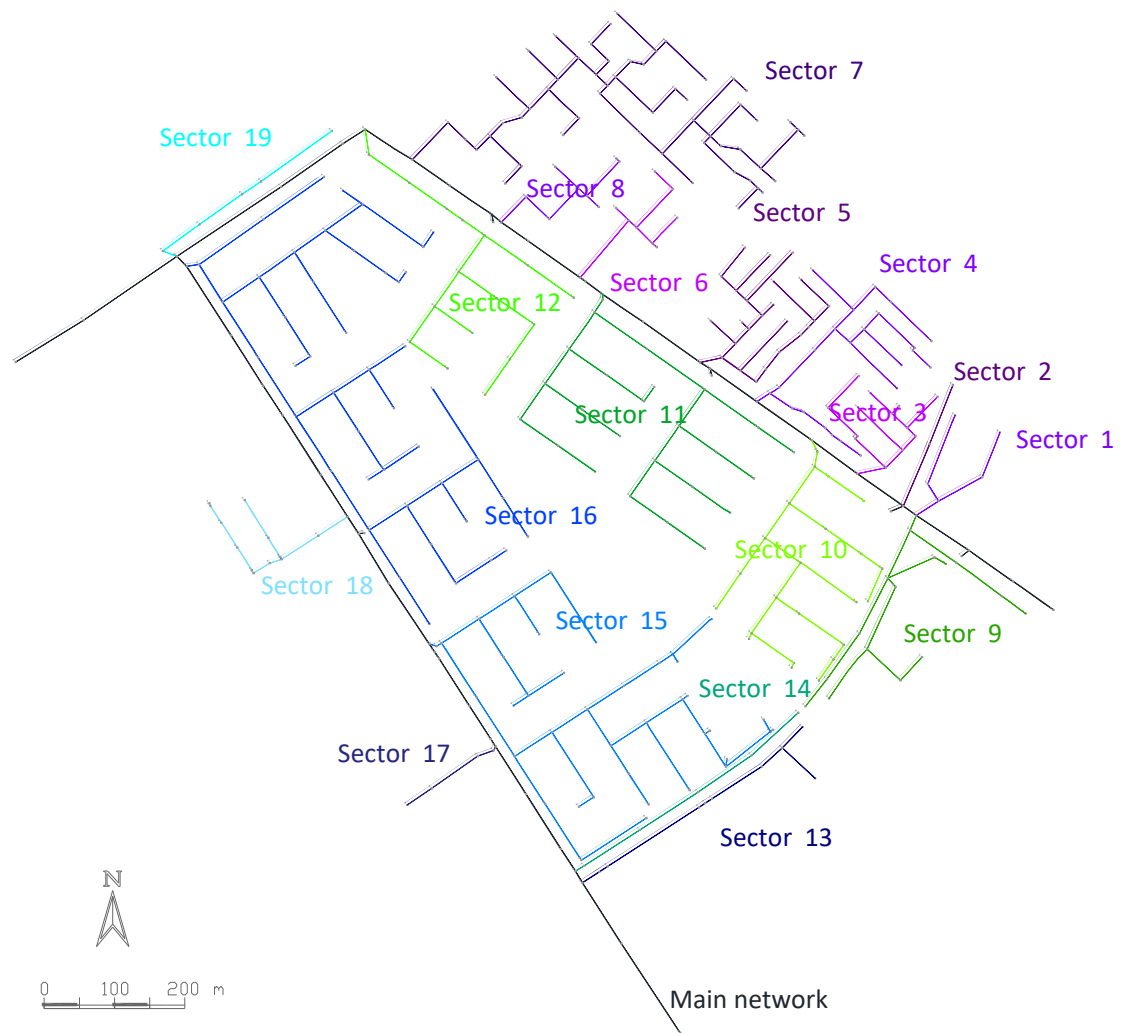 Sector 7
Sector 19
Sector 8
Sector 5
Sector 4
Sector 6
Sector 12
Sector 2
Sector 3
Sector 11
Sector 1
Sector 16
Sector 10
Sector 18
Sector 15
Sector 9
Sector 14
Sector 17
Sector 13
N
0 100 200 m
Main network